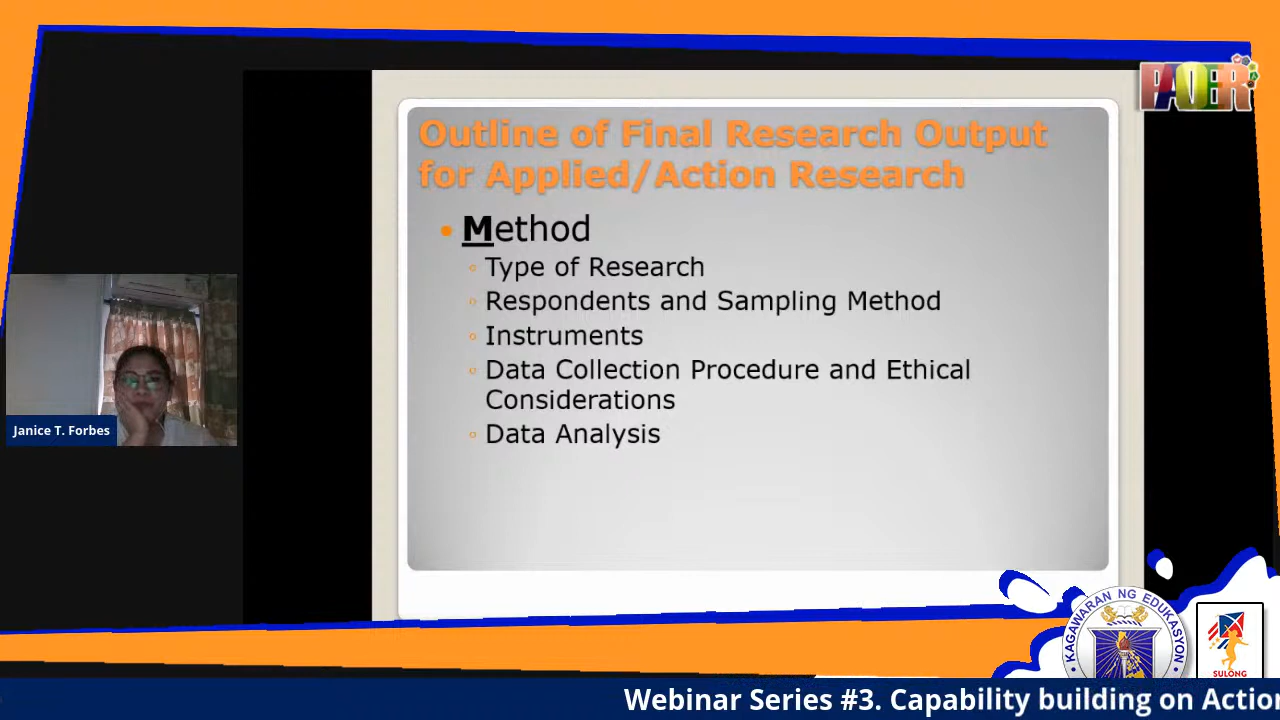 PAOER
Outline of Final Research Output
for Applied/Action Research
Method
Type of Research
Respondents and Sampling Method
Instruments
Data Collection Procedure and Ethical
Considerations
Data Analysis
Janice T. Forbes
KAGAWARAN NG EDUKASYON
SULONG
Webinar Series #3. Capability building on Actio